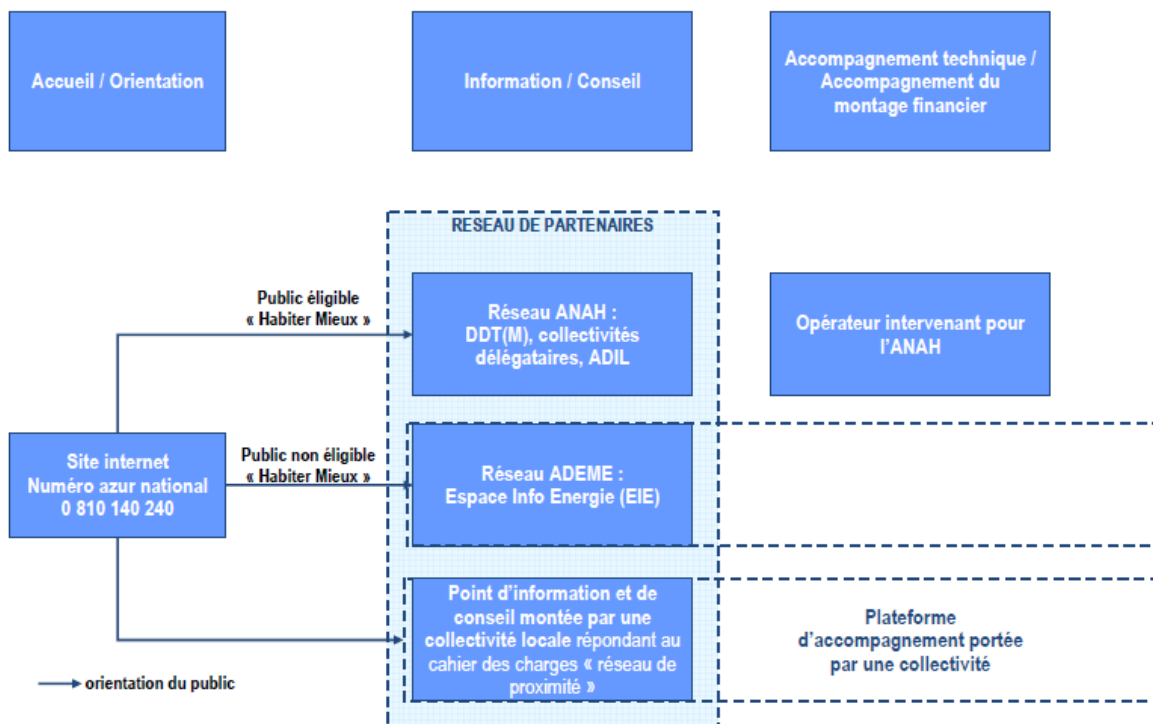 Accueil / Orientation
Information / Conseil
Accompagnement technique /
Accompagnement du
montage financier
RESEAU DE PARTENAIRES
Public éligible
« Habiter Mieux »
Réseau ANAH :
DDT(M), collectivités
délégataires, ADIL
Opérateur intervenant pour
l'ANAH
Site internet
Numéro azur national
0 810 140 240
Public non éligible
« Habiter Mieux »
Réseau ADEME :
Espace Info Energie (EIE)
Point d'information et de
conseil montée par une
collectivité locale répondant au
cahier des charges « réseau de
proximité »
Plateforme
d'accompagnement portée
par une collectivité
orientation du public